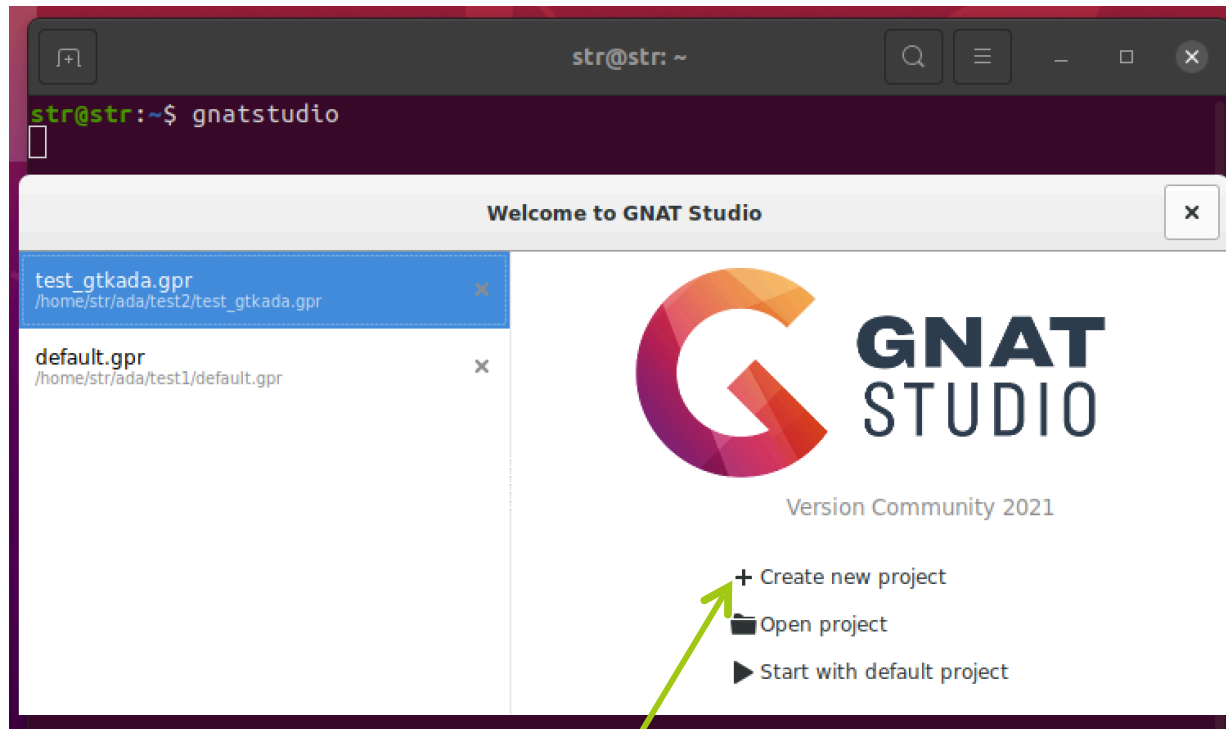 str@str: ~
str@str:~$ gnatstudio
Welcome to GNAT Studio
test_gtkada.gpr
/home/str/ada/test2/test_gtkada.gpr
default.gpr
/home/str/ada/test1/default.gpr
GNAT
STUDIO
Version Community 2021
Create new project
Open project
Start with default project